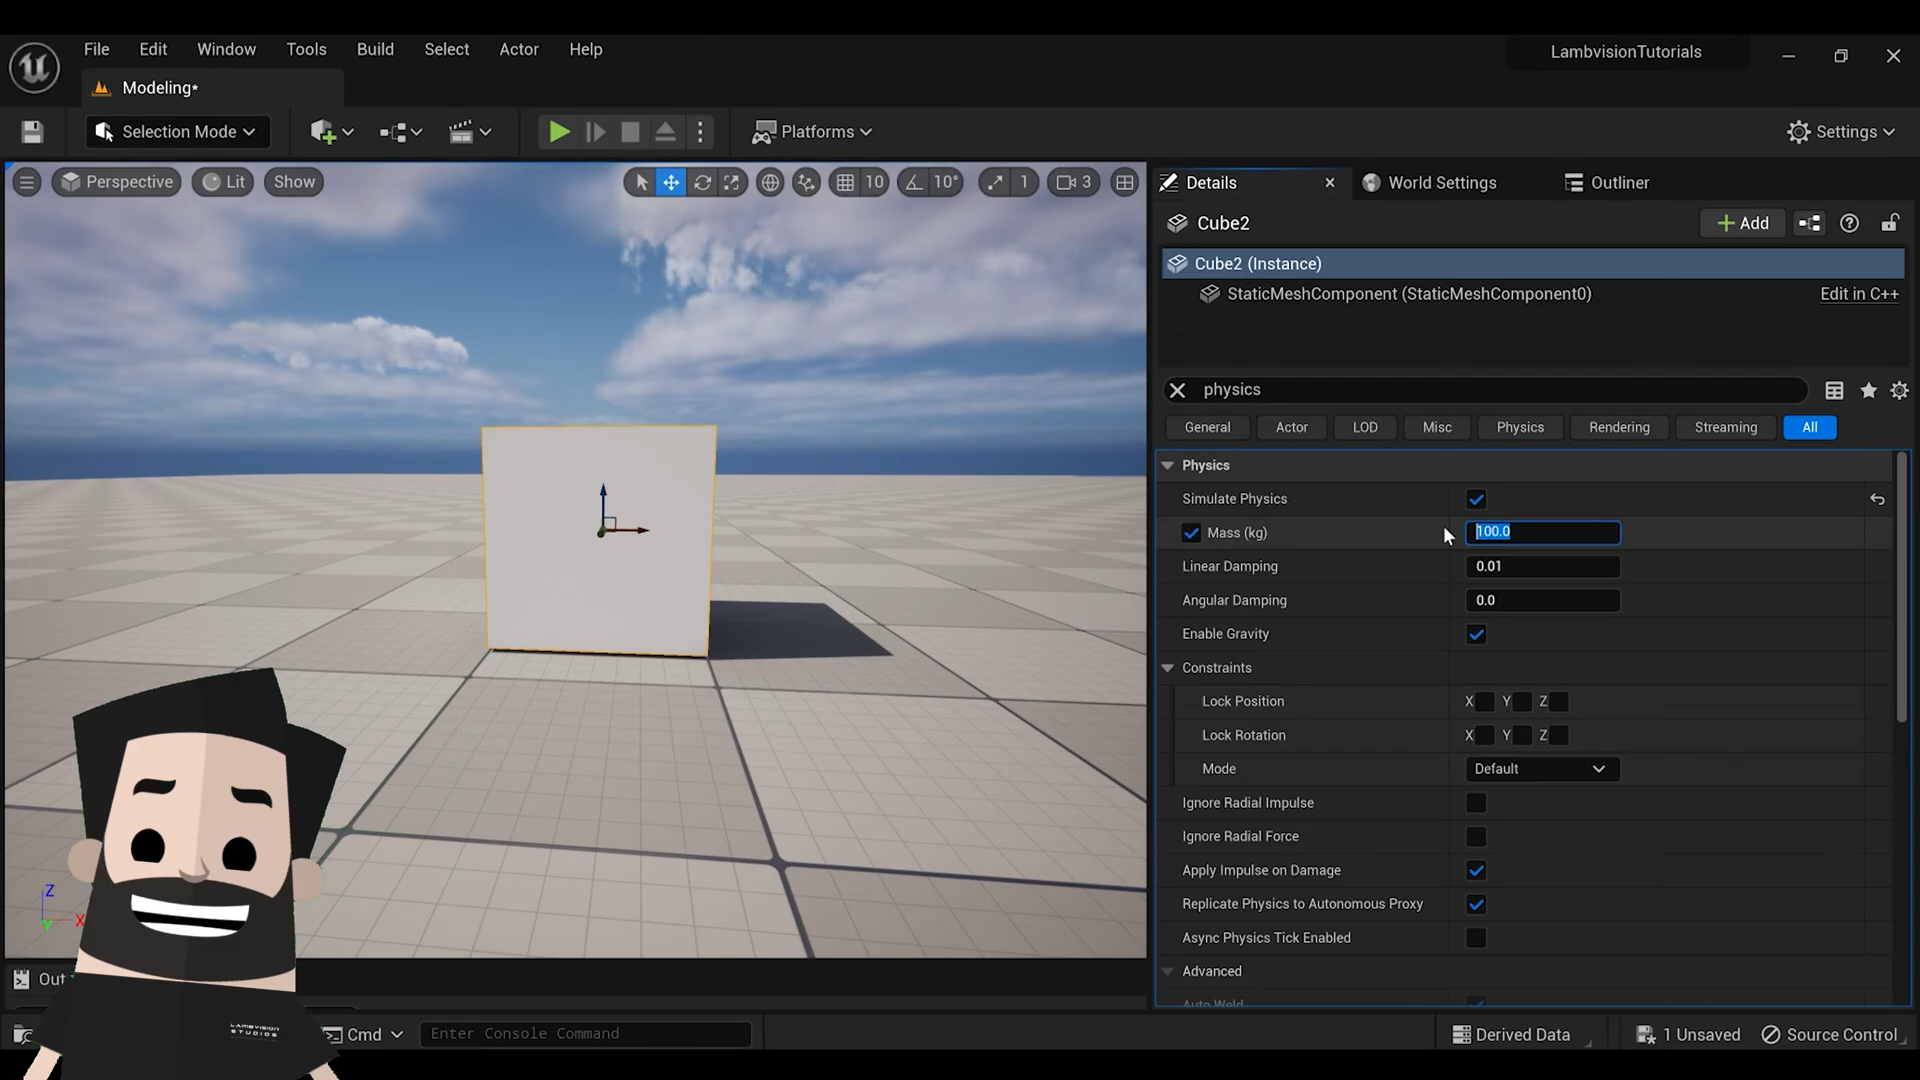 File Edit Window Tools Build Select Actor Help
LambvisionTutorials
Modeling*
Selection Mode
Platforms
Settings
Perspective Lit Show
10 10° 1 3
Details World Settings Outliner
Cube2
Add
Cube2 (Instance)
StaticMeshComponent (StaticMeshComponent0) Edit in C++
physics
General Actor LOD Misc Physics Rendering Streaming All
Physics
Simulate Physics
Mass (kg) 100.0
Linear Damping 0.01
Angular Damping 0.0
Enable Gravity
Constraints
Lock Position X Y Z
Lock Rotation X Y Z
Mode Default
Ignore Radial Impulse
Ignore Radial Force
Apply Impulse on Damage
Replicate Physics to Autonomous Proxy
Async Physics Tick Enabled
Advanced
Auto Weld
Z
X
Y
Out
LAMBVISION
STUDIOS
Cmd Enter Console Command
Derived Data 1 Unsaved Source Control